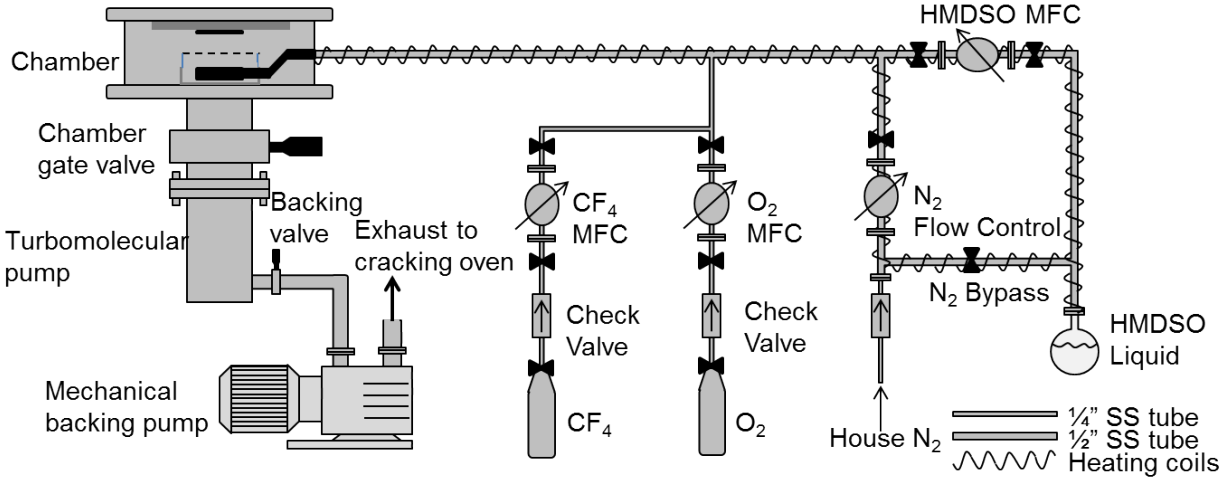 HMDSO MFC
Chamber
Chamber
gate valve
Backing
valve
Turbomolecular
pump
Exhaust to
cracking oven
Mechanical
backing pump
CF₄
MFC
O₂
MFC
N₂
Flow Control
N₂ Bypass
Check
Valve
Check
Valve
HMDSO
Liquid
CF₄
O₂
House N₂
¼” SS tube
½” SS tube
Heating coils